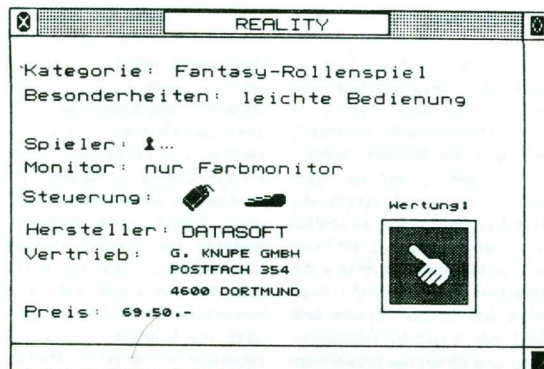 REALITY
Kategorie: Fantasy-Rollenspiel
Besonderheiten: leichte Bedienung
Spieler: ...
Monitor: nur Farbmonitor
Steuerung:
Wertung!
Hersteller: DATASOFT
Vertrieb: G. KNUPE GMBH
POSTFACH 354
4600 DORTMUND
Preis: 69.50.-